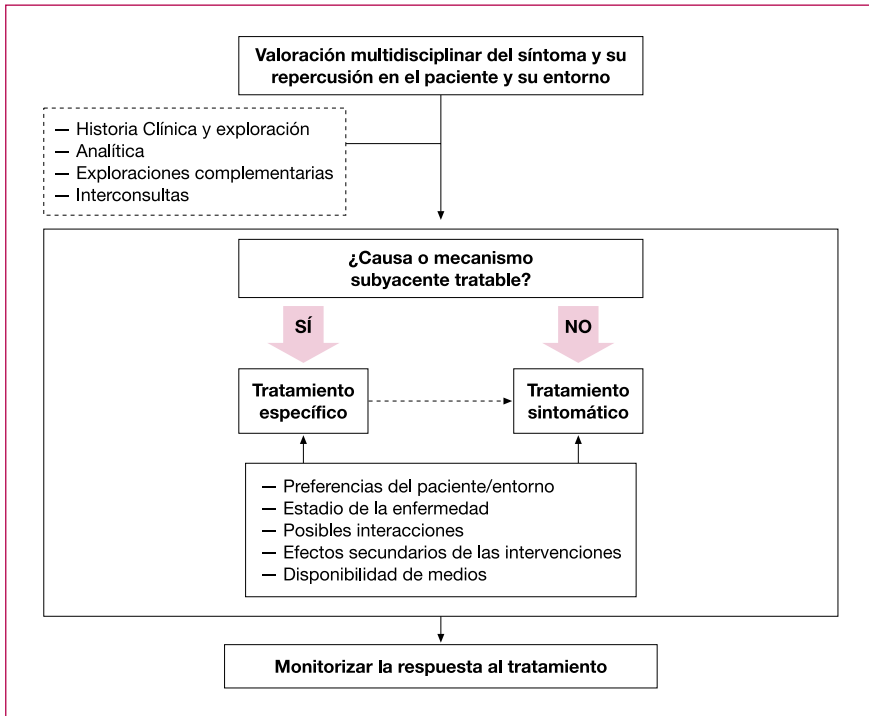 Valoración multidisciplinar del síntoma y su
repercusión en el paciente y su entorno
— Historia Clínica y exploración
— Analítica
— Exploraciones complementarias
— Interconsultas
¿Causa o mecanismo
subyacente tratable?
SÍ
NO
Tratamiento
específico
Tratamiento
sintomático
— Preferencias del paciente/entorno
— Estadio de la enfermedad
— Posibles interacciones
— Efectos secundarios de las intervenciones
— Disponibilidad de medios
Monitorizar la respuesta al tratamiento